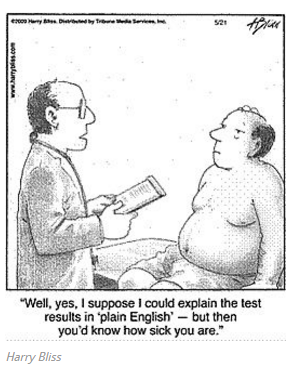 ©2000 Harry Bliss. Distributed by Tribune Media Services, Inc.
5/21
www.harrybliss.com
"Well, yes, I suppose I could explain the test
results in 'plain English' — but then
you'd know how sick you are."
Harry Bliss